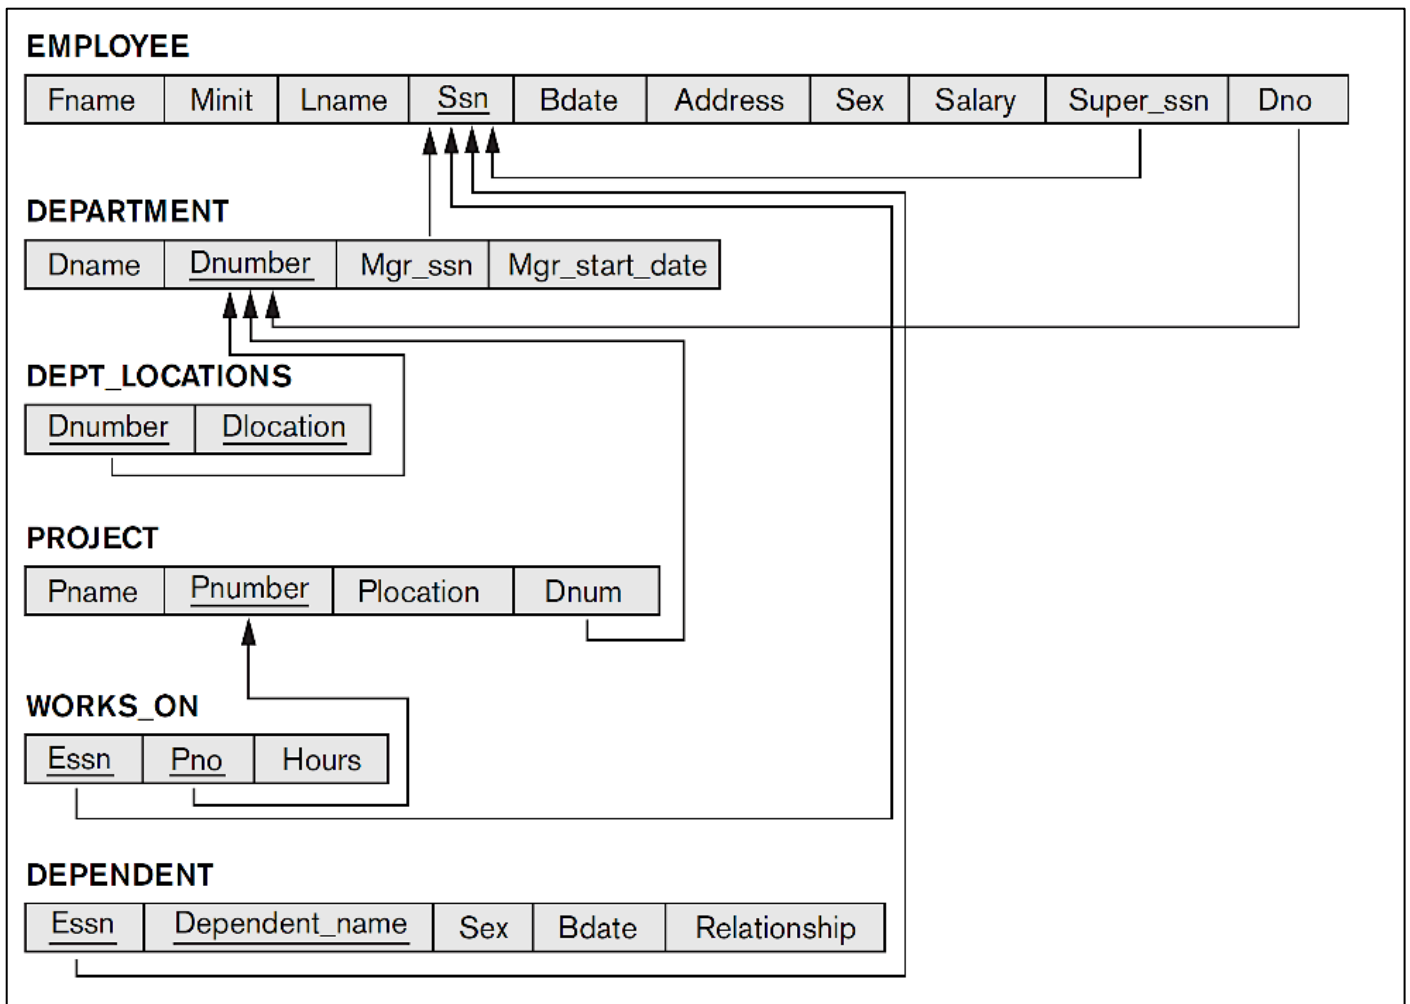 EMPLOYEE
Fname Minit Lname Ssn Bdate Address Sex Salary Super_ssn Dno
DEPARTMENT
Dname Dnumber Mgr_ssn Mgr_start_date
DEPT_LOCATIONS
Dnumber Dlocation
PROJECT
Pname Pnumber Plocation Dnum
WORKS_ON
Essn Pno Hours
DEPENDENT
Essn Dependent_name Sex Bdate Relationship